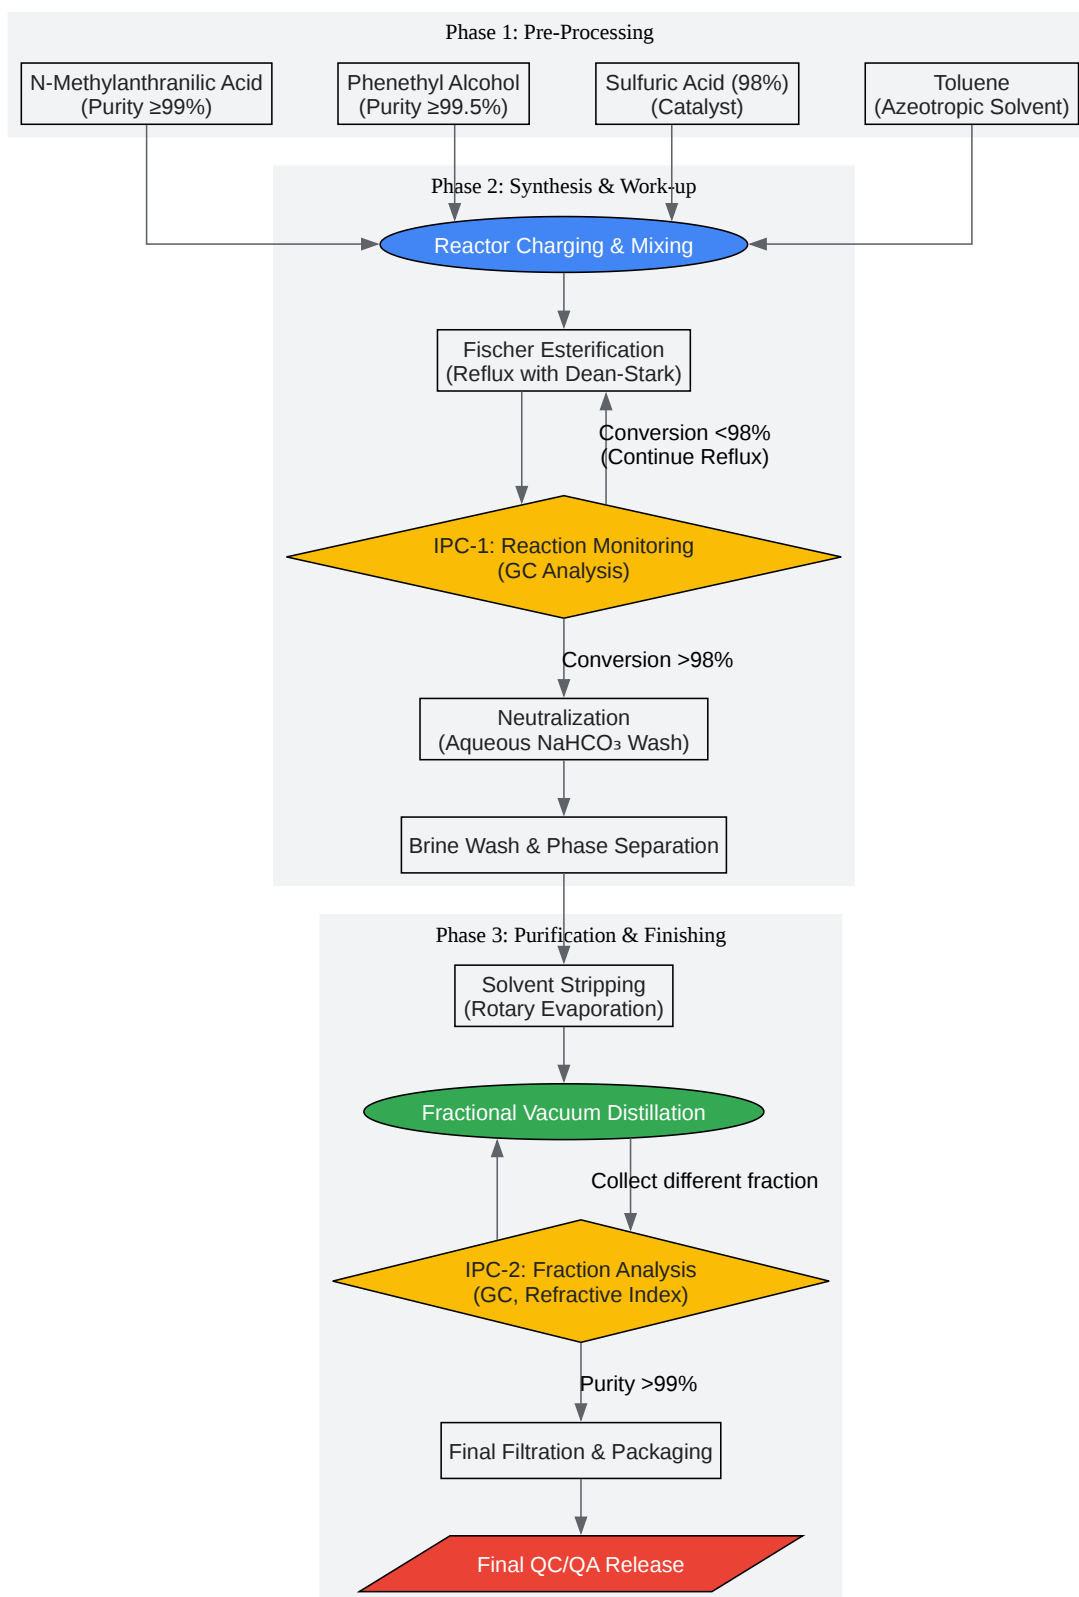 Phase 1: Pre-Processing
N-Methylanthranilic Acid
(Purity ≥99%)
Phenethyl Alcohol
(Purity ≥99.5%)
Sulfuric Acid (98%)
(Catalyst)
Toluene
(Azeotropic Solvent)
Phase 2: Synthesis & Work-up
Reactor Charging & Mixing
Fischer Esterification
(Reflux with Dean-Stark)
Conversion <98%
(Continue Reflux)
IPC-1: Reaction Monitoring
(GC Analysis)
Conversion >98%
Neutralization
(Aqueous NaHCO₃ Wash)
Brine Wash & Phase Separation
Phase 3: Purification & Finishing
Solvent Stripping
(Rotary Evaporation)
Fractional Vacuum Distillation
Collect different fraction
IPC-2: Fraction Analysis
(GC, Refractive Index)
Purity >99%
Final Filtration & Packaging
Final QC/QA Release